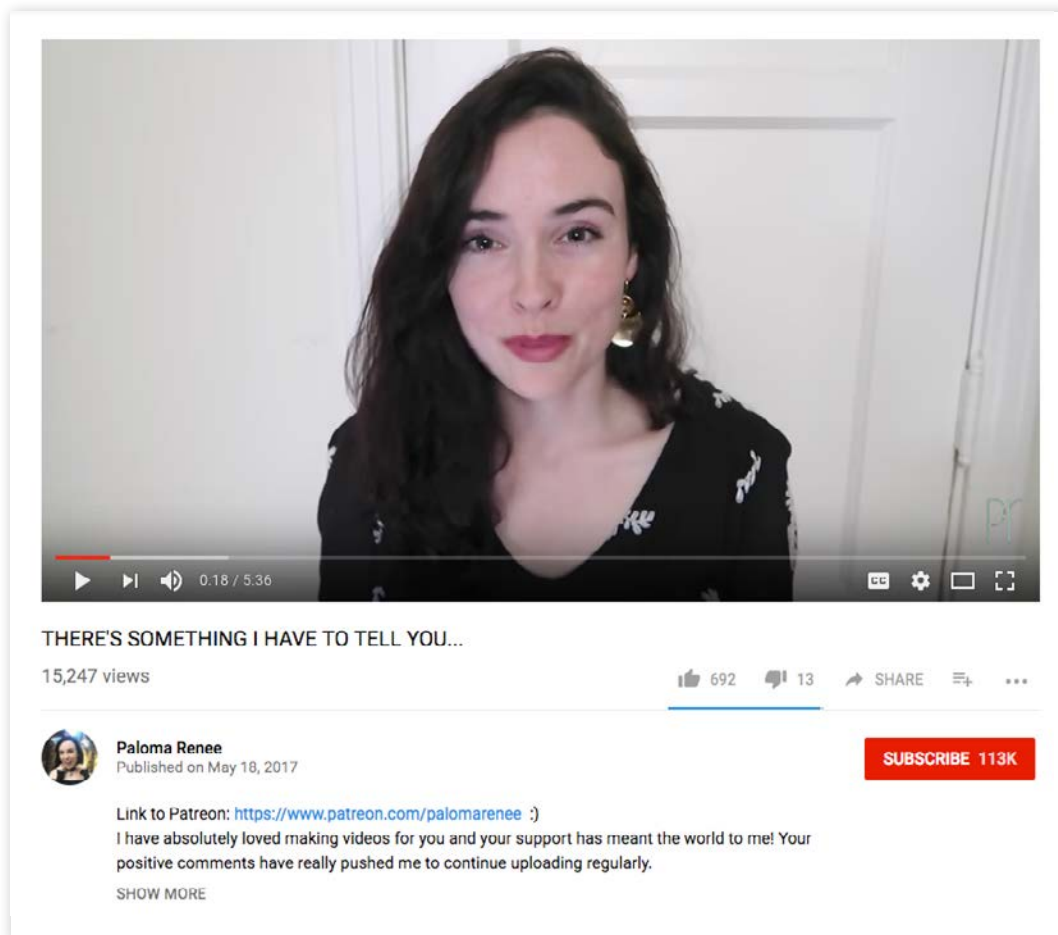 pr
0:18 / 5:36
CC
THERE'S SOMETHING I HAVE TO TELL YOU...
15,247 views
692 13 SHARE
Paloma Renee
Published on May 18, 2017
SUBSCRIBE 113K
Link to Patreon: https://www.patreon.com/palomarenee :)
I have absolutely loved making videos for you and your support has meant the world to me! Your
positive comments have really pushed me to continue uploading regularly.
SHOW MORE